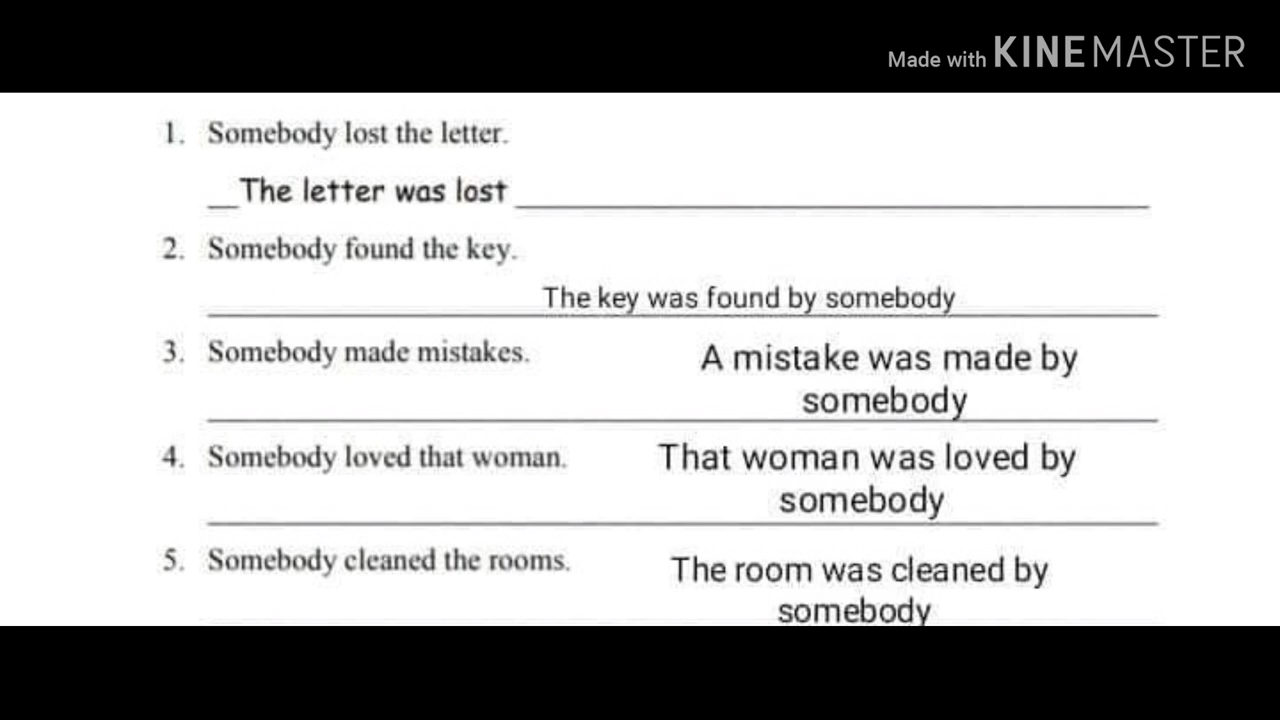 Made with KINEMASTER
1. Somebody lost the letter.
The letter was lost
2. Somebody found the key.
The key was found by somebody
3. Somebody made mistakes.
A mistake was made by
somebody
4. Somebody loved that woman.
That woman was loved by
somebody
5. Somebody cleaned the rooms.
The room was cleaned by
somebody